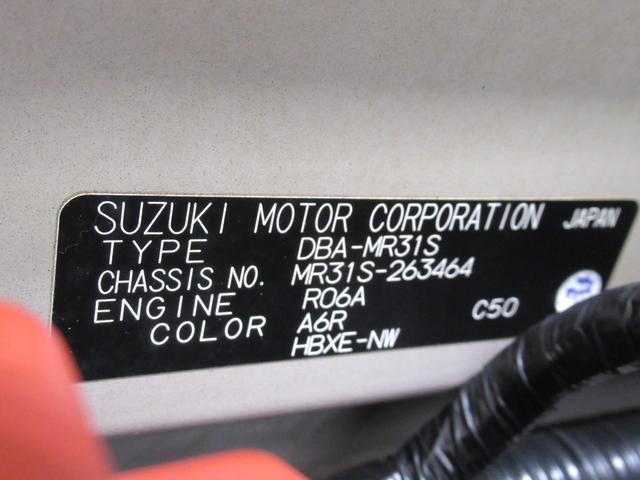 SUZUKI MOTOR CORPORATION JAPAN
TYPE DBA-MR31S
CHASSIS NO. MR31S-263464
ENGINE R06A C50
COLOR A6R
HBXE-NW